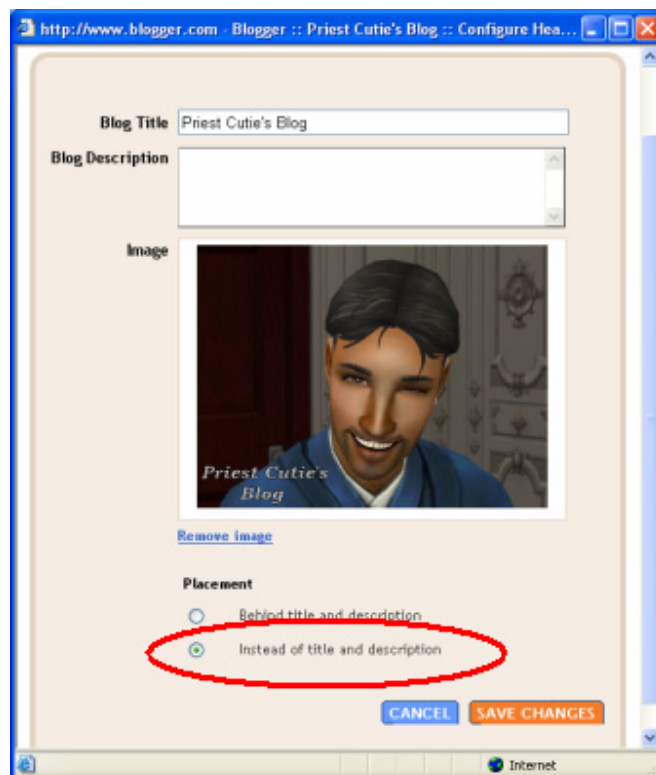 http://www.blogger.com - Blogger :: Priest Cutie's Blog :: Configure Hea...
Blog Title Priest Cutie's Blog
Blog Description
Image
Priest Cutie's
Blog
Remove image
Placement
Behind title and description
Instead of title and description
CANCEL SAVE CHANGES
Internet